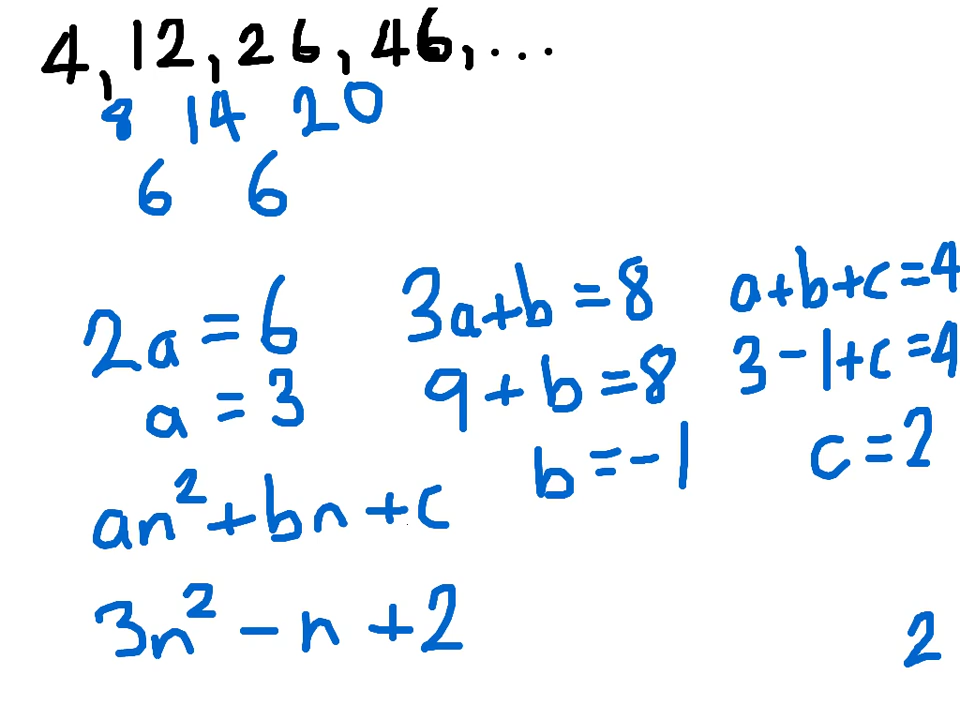 4, 12, 26, 46, ...
8 14 20
6 6
2a = 6
a = 3
3a+b = 8
9 + b = 8
b = -1
a+b+c = 4
3 - 1 + c = 4
c = 2
an² + bn + c
3n² - n + 2
2